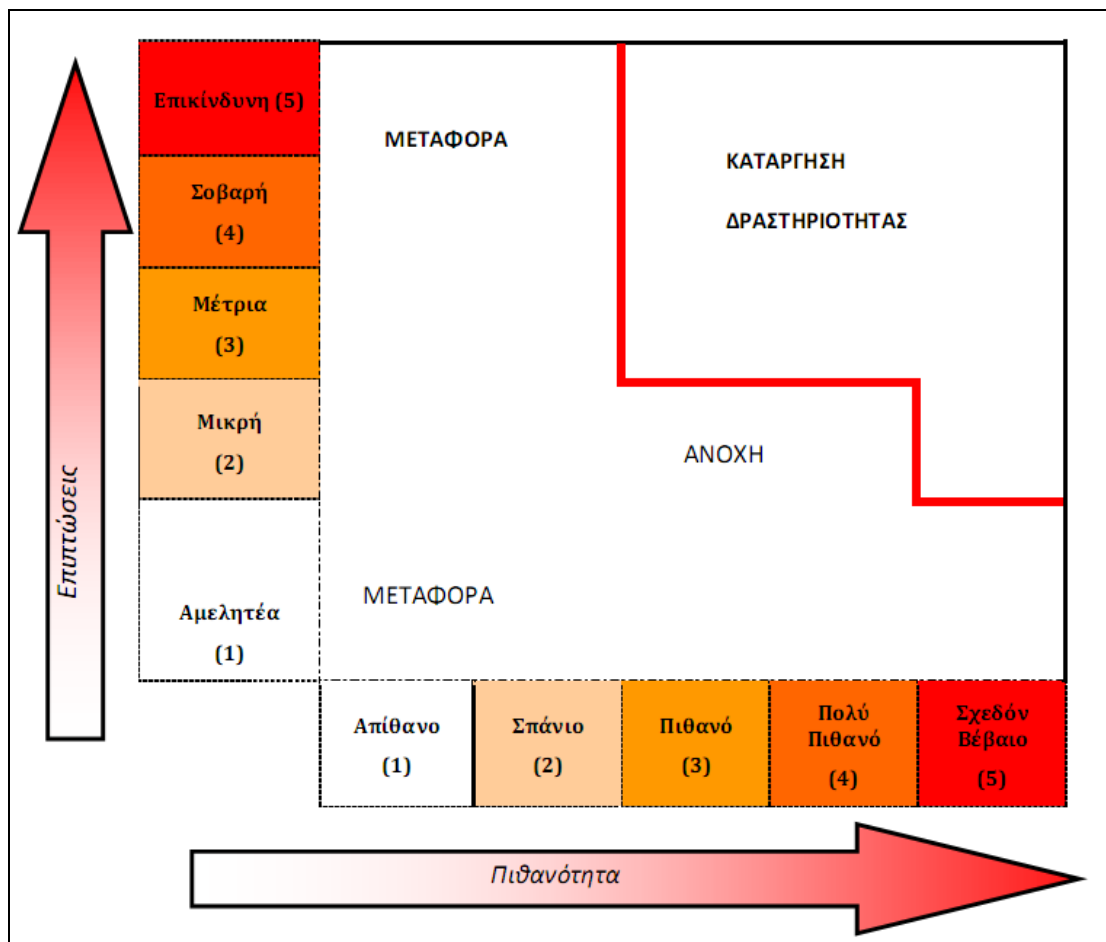 Επικίνδυνη (5)
ΜΕΤΑΦΟΡΑ
ΚΑΤΑΡΓΗΣΗ
ΔΡΑΣΤΗΡΙΟΤΗΤΑΣ
Σοβαρή
(4)
Μέτρια
(3)
Μικρή
(2)
ΑΝΟΧΗ
Επιπτώσεις
Αμελητέα
(1)
ΜΕΤΑΦΟΡΑ
Απίθανο
(1)
Σπάνιο
(2)
Πιθανό
(3)
Πολύ
Πιθανό
(4)
Σχεδόν
Βέβαιο
(5)
Πιθανότητα